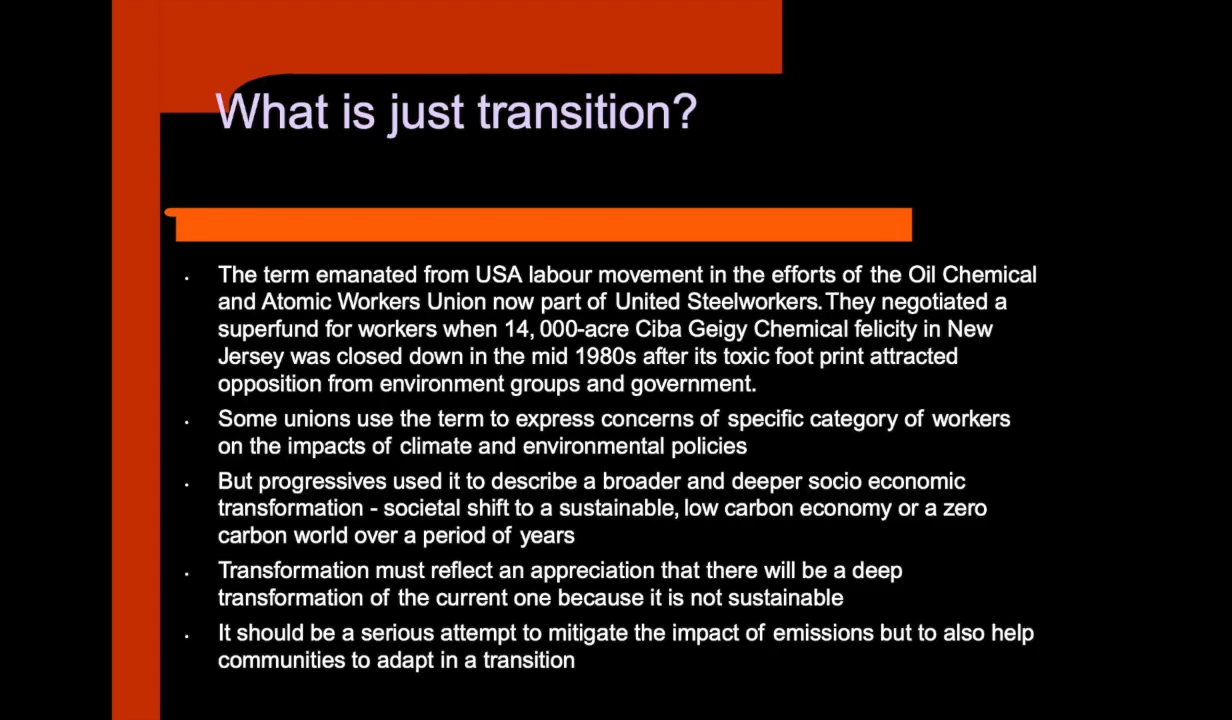 What is just transition?
The term emanated from USA labour movement in the efforts of the Oil Chemical
and Atomic Workers Union now part of United Steelworkers. They negotiated a
superfund for workers when 14, 000-acre Ciba Geigy Chemical felicity in New
Jersey was closed down in the mid 1980s after its toxic foot print attracted
opposition from environment groups and government.
Some unions use the term to express concerns of specific category of workers
on the impacts of climate and environmental policies
But progressives used it to describe a broader and deeper socio economic
transformation - societal shift to a sustainable, low carbon economy or a zero
carbon world over a period of years
Transformation must reflect an appreciation that there will be a deep
transformation of the current one because it is not sustainable
It should be a serious attempt to mitigate the impact of emissions but to also help
communities to adapt in a transition